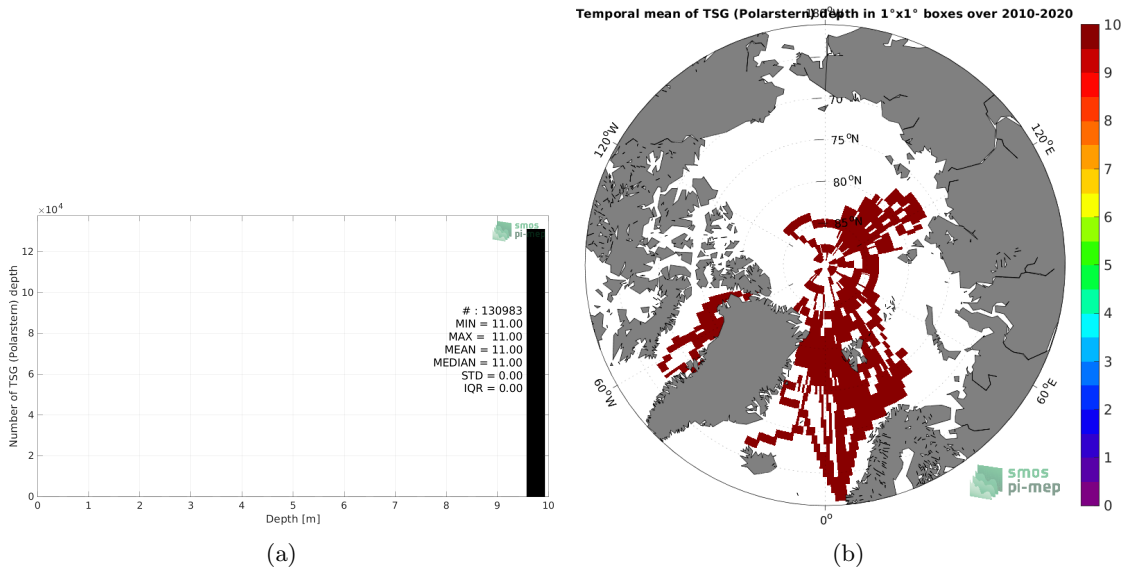 Temporal mean of TSG (Polarstern) depth in 1°x1° boxes over 2010-2020
×10⁴
12
10
8
6
4
2
0
Number of TSG (Polarstern) depth
smos
pi-mep
# : 130983
MIN = 11.00
MAX = 11.00
MEAN = 11.00
MEDIAN = 11.00
STD = 0.00
IQR = 0.00
0 1 2 3 4 5 6 7 8 9 10
Depth [m]
(a)
180°W
70°N
75°N
80°N
85°N
120°W
120°E
60°W
60°E
0°
smos
pi-mep
10
9
8
7
6
5
4
3
2
1
0
(b)